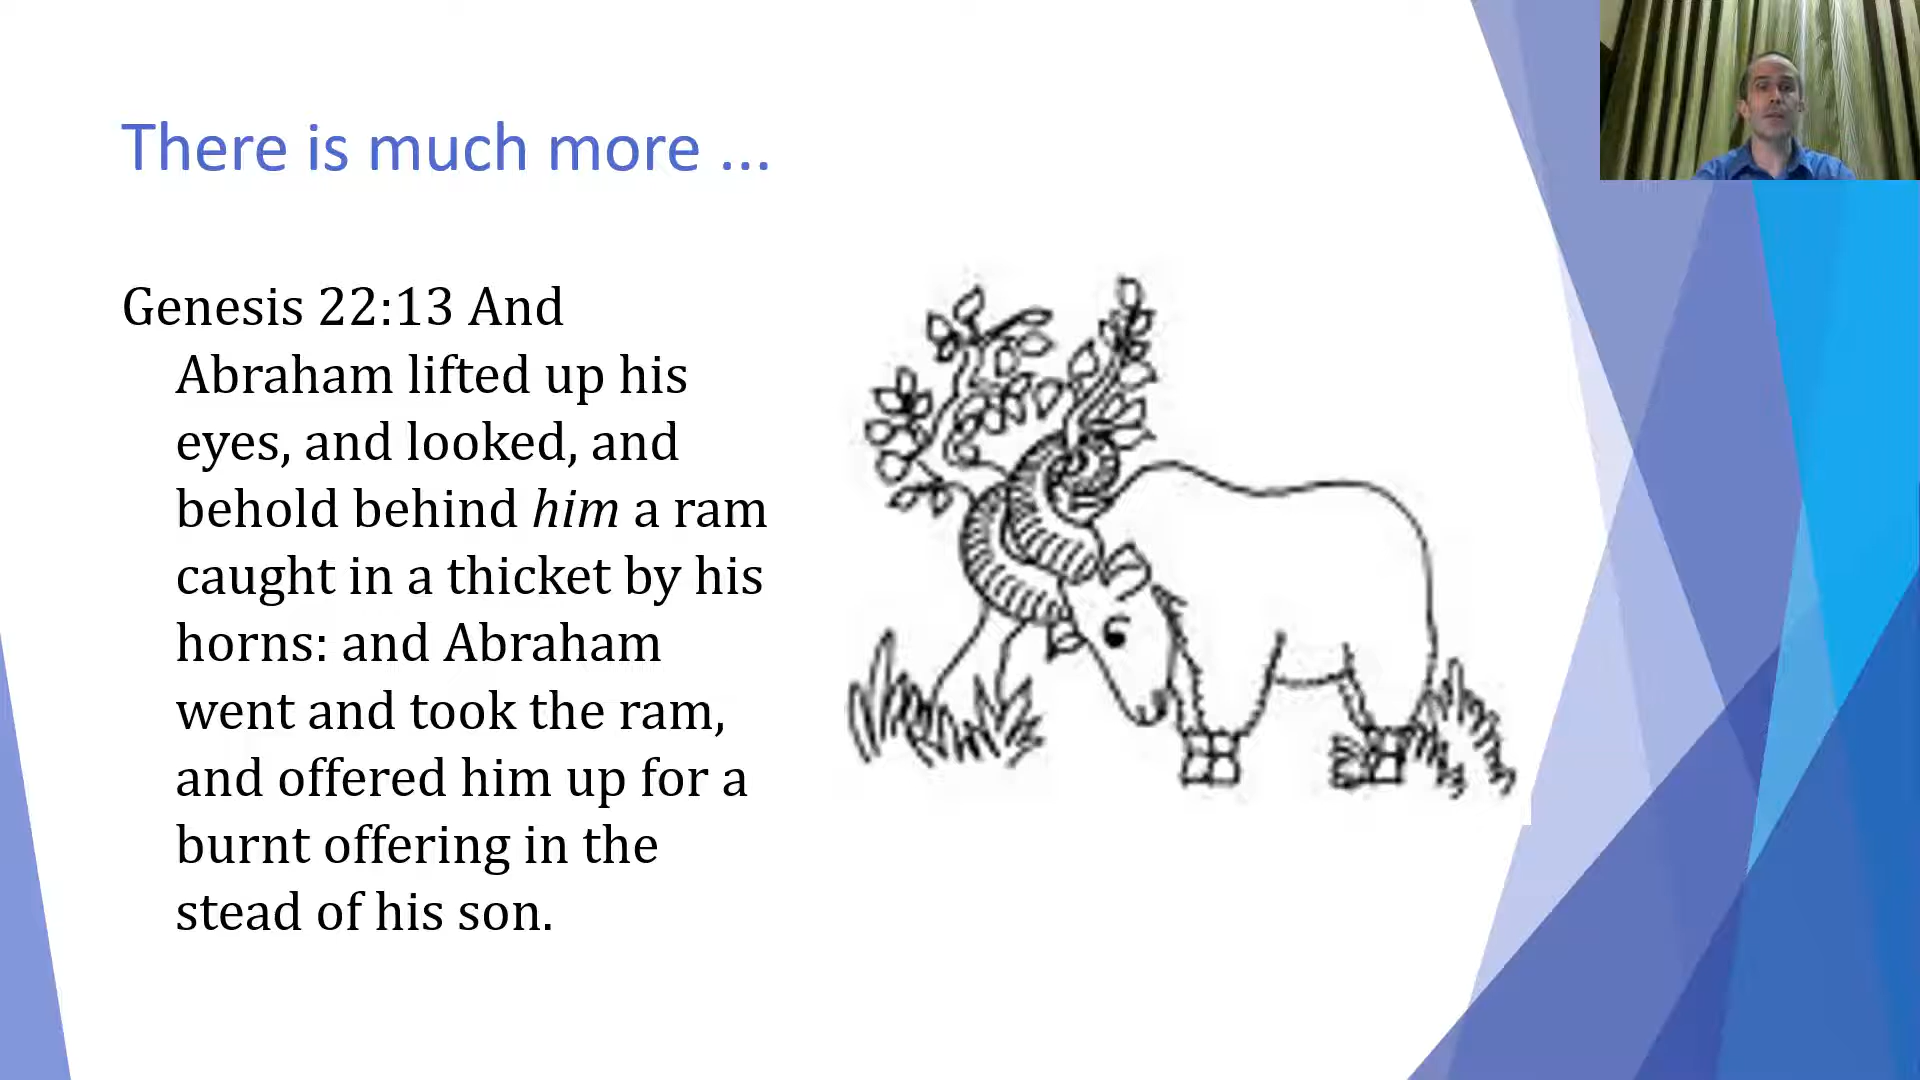 There is much more ...
Genesis 22:13 And
Abraham lifted up his
eyes, and looked, and
behold behind him a ram
caught in a thicket by his
horns: and Abraham
went and took the ram,
and offered him up for a
burnt offering in the
stead of his son.